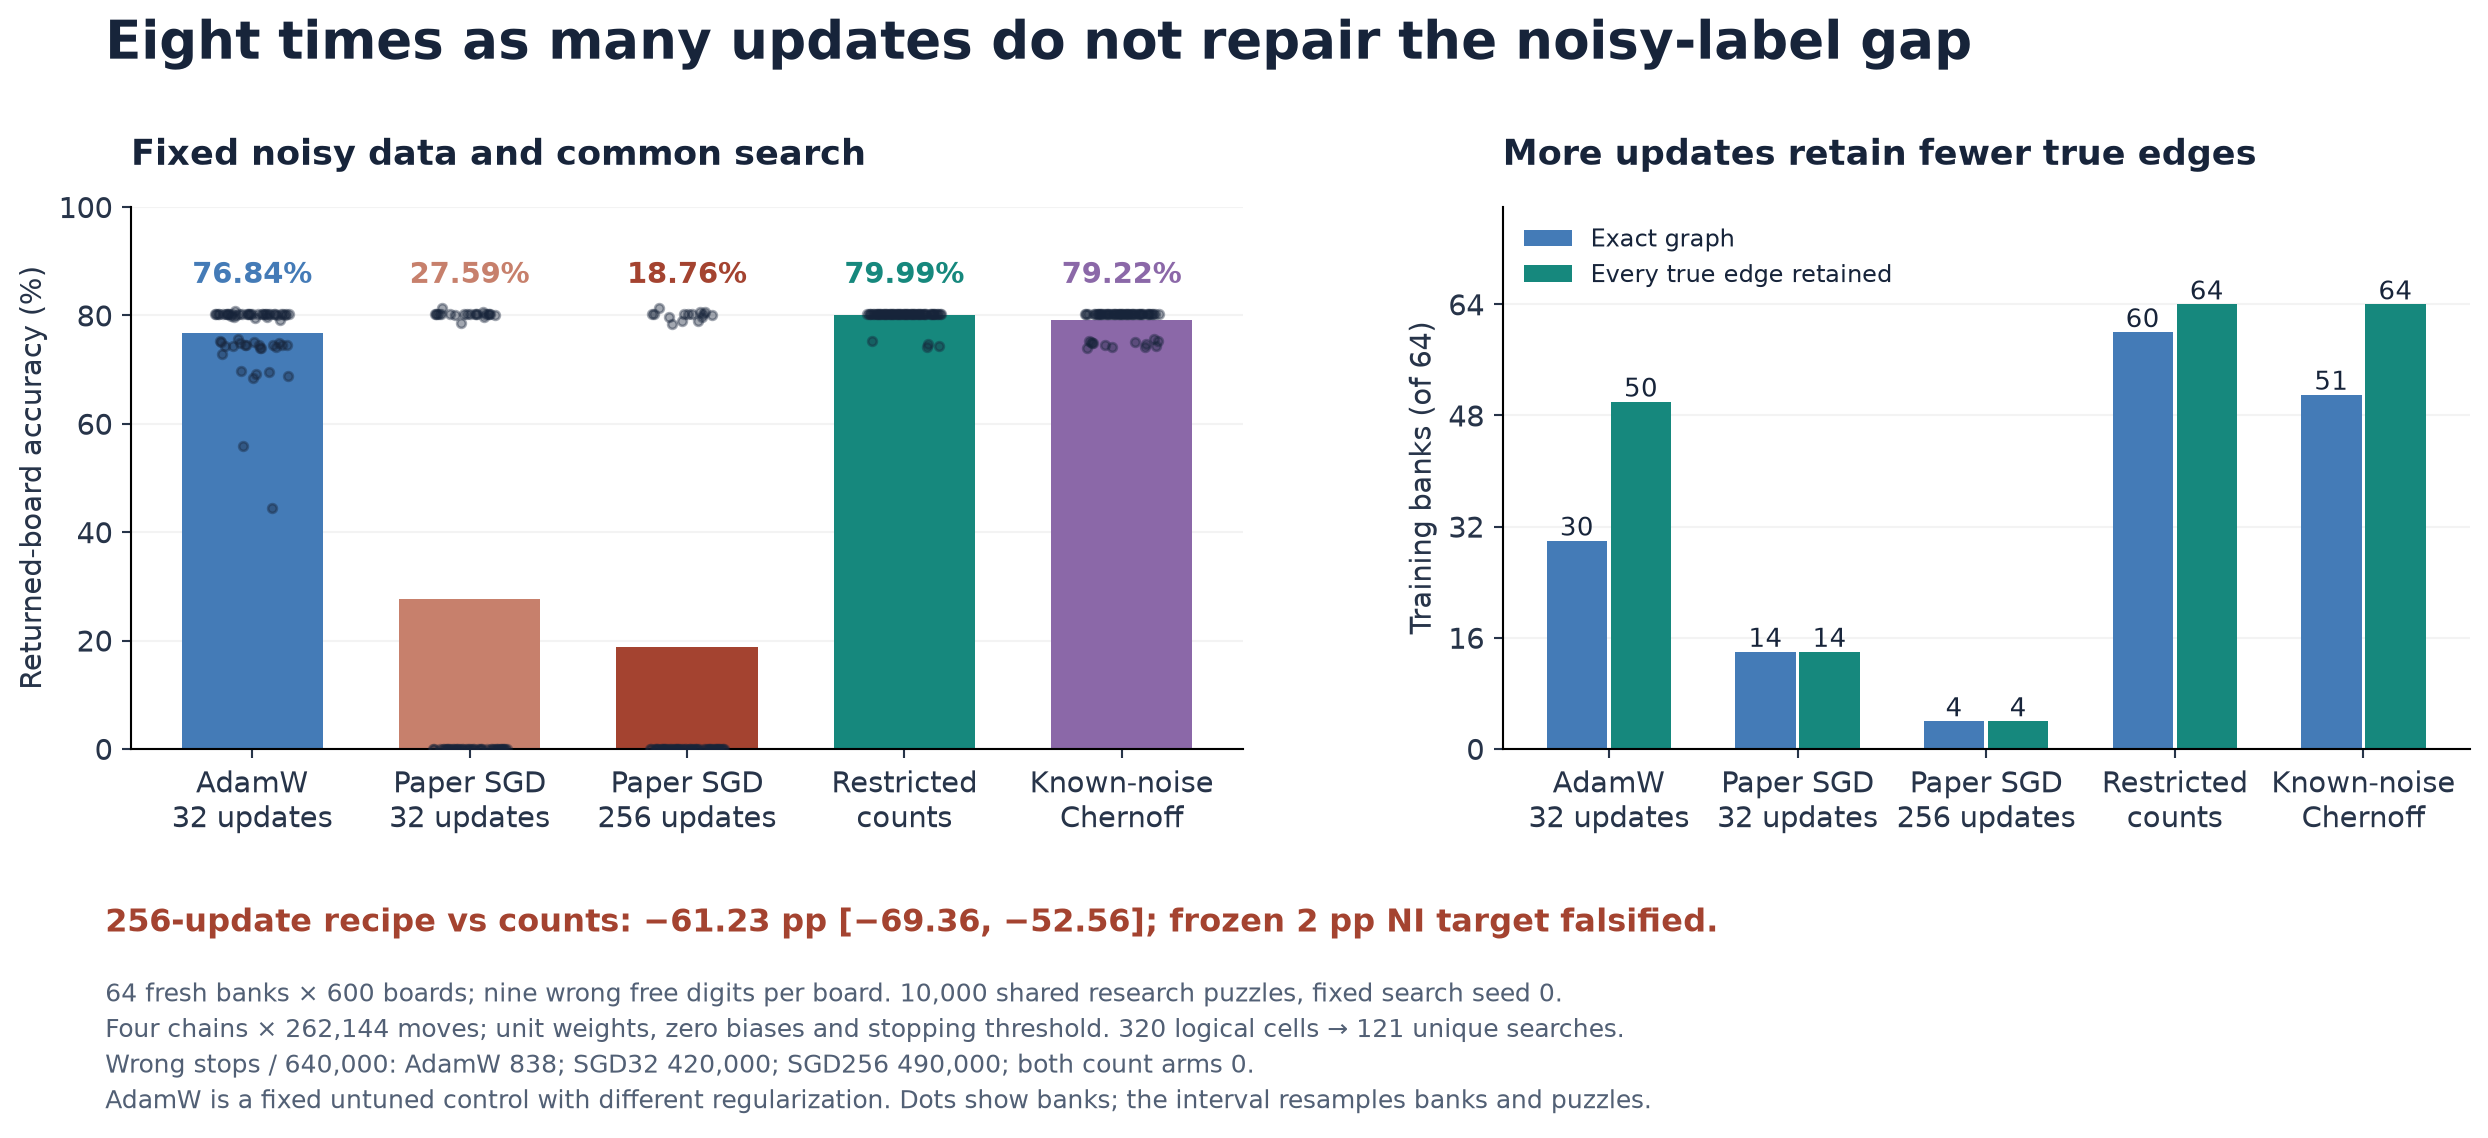 Eight times as many updates do not repair the noisy-label gap
Fixed noisy data and common search
Returned-board accuracy (%)
100
80
60
40
20
0
76.84%
27.59%
18.76%
79.99%
79.22%
AdamW
32 updates
Paper SGD
32 updates
Paper SGD
256 updates
Restricted
counts
Known-noise
Chernoff
More updates retain fewer true edges
Exact graph
Every true edge retained
Training banks (of 64)
64
48
32
16
0
30
50
14
14
4
4
60
64
51
64
AdamW
32 updates
Paper SGD
32 updates
Paper SGD
256 updates
Restricted
counts
Known-noise
Chernoff
256-update recipe vs counts: −61.23 pp [−69.36, −52.56]; frozen 2 pp NI target falsified.
64 fresh banks × 600 boards; nine wrong free digits per board. 10,000 shared research puzzles, fixed search seed 0.
Four chains × 262,144 moves; unit weights, zero biases and stopping threshold. 320 logical cells → 121 unique searches.
Wrong stops / 640,000: AdamW 838; SGD32 420,000; SGD256 490,000; both count arms 0.
AdamW is a fixed untuned control with different regularization. Dots show banks; the interval resamples banks and puzzles.